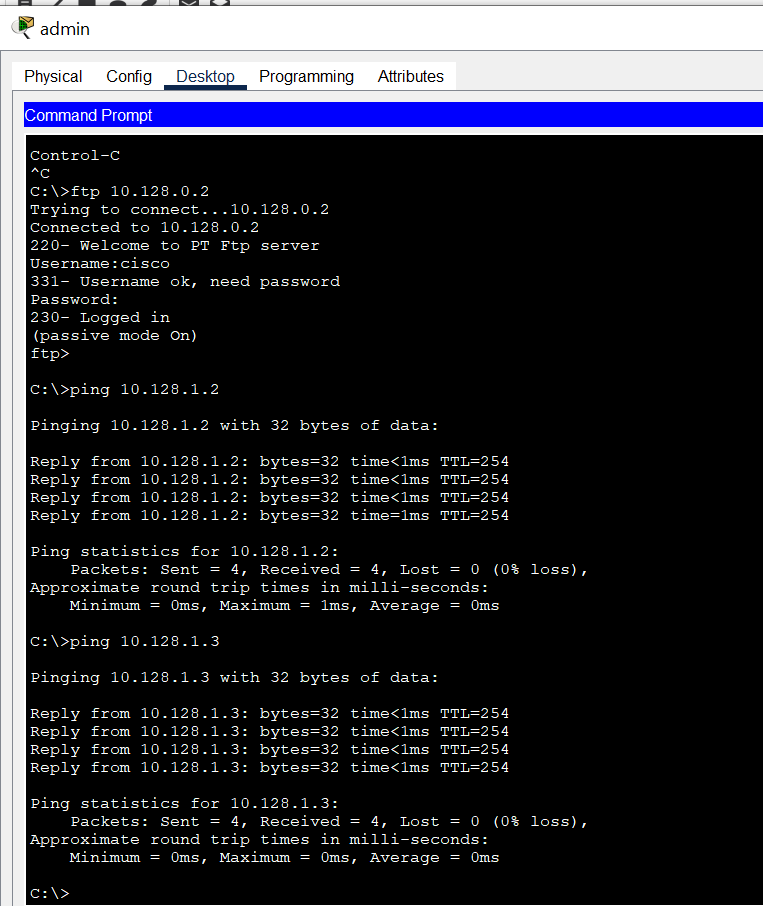 admin
Physical Config Desktop Programming Attributes
Command Prompt
Control-C
^C
C:\>ftp 10.128.0.2
Trying to connect...10.128.0.2
Connected to 10.128.0.2
220- Welcome to PT Ftp server
Username:cisco
331- Username ok, need password
Password:
230- Logged in
(passive mode On)
ftp>
C:\>ping 10.128.1.2
Pinging 10.128.1.2 with 32 bytes of data:
Reply from 10.128.1.2: bytes=32 time<1ms TTL=254
Reply from 10.128.1.2: bytes=32 time<1ms TTL=254
Reply from 10.128.1.2: bytes=32 time<1ms TTL=254
Reply from 10.128.1.2: bytes=32 time=1ms TTL=254
Ping statistics for 10.128.1.2:
    Packets: Sent = 4, Received = 4, Lost = 0 (0% loss),
Approximate round trip times in milli-seconds:
    Minimum = 0ms, Maximum = 1ms, Average = 0ms
C:\>ping 10.128.1.3
Pinging 10.128.1.3 with 32 bytes of data:
Reply from 10.128.1.3: bytes=32 time<1ms TTL=254
Reply from 10.128.1.3: bytes=32 time<1ms TTL=254
Reply from 10.128.1.3: bytes=32 time<1ms TTL=254
Reply from 10.128.1.3: bytes=32 time<1ms TTL=254
Ping statistics for 10.128.1.3:
    Packets: Sent = 4, Received = 4, Lost = 0 (0% loss),
Approximate round trip times in milli-seconds:
    Minimum = 0ms, Maximum = 0ms, Average = 0ms
C:\>